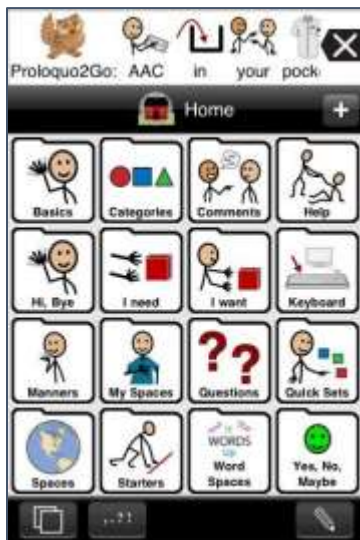 Proloquo2Go: AAC in your pock
Home
Basics Categories Comments Help
Hi, Bye I need I want Keyboard
Manners My Spaces Questions Quick Sets
WORDS
Up
Spaces Starters Word Spaces Yes, No, Maybe
,.?!